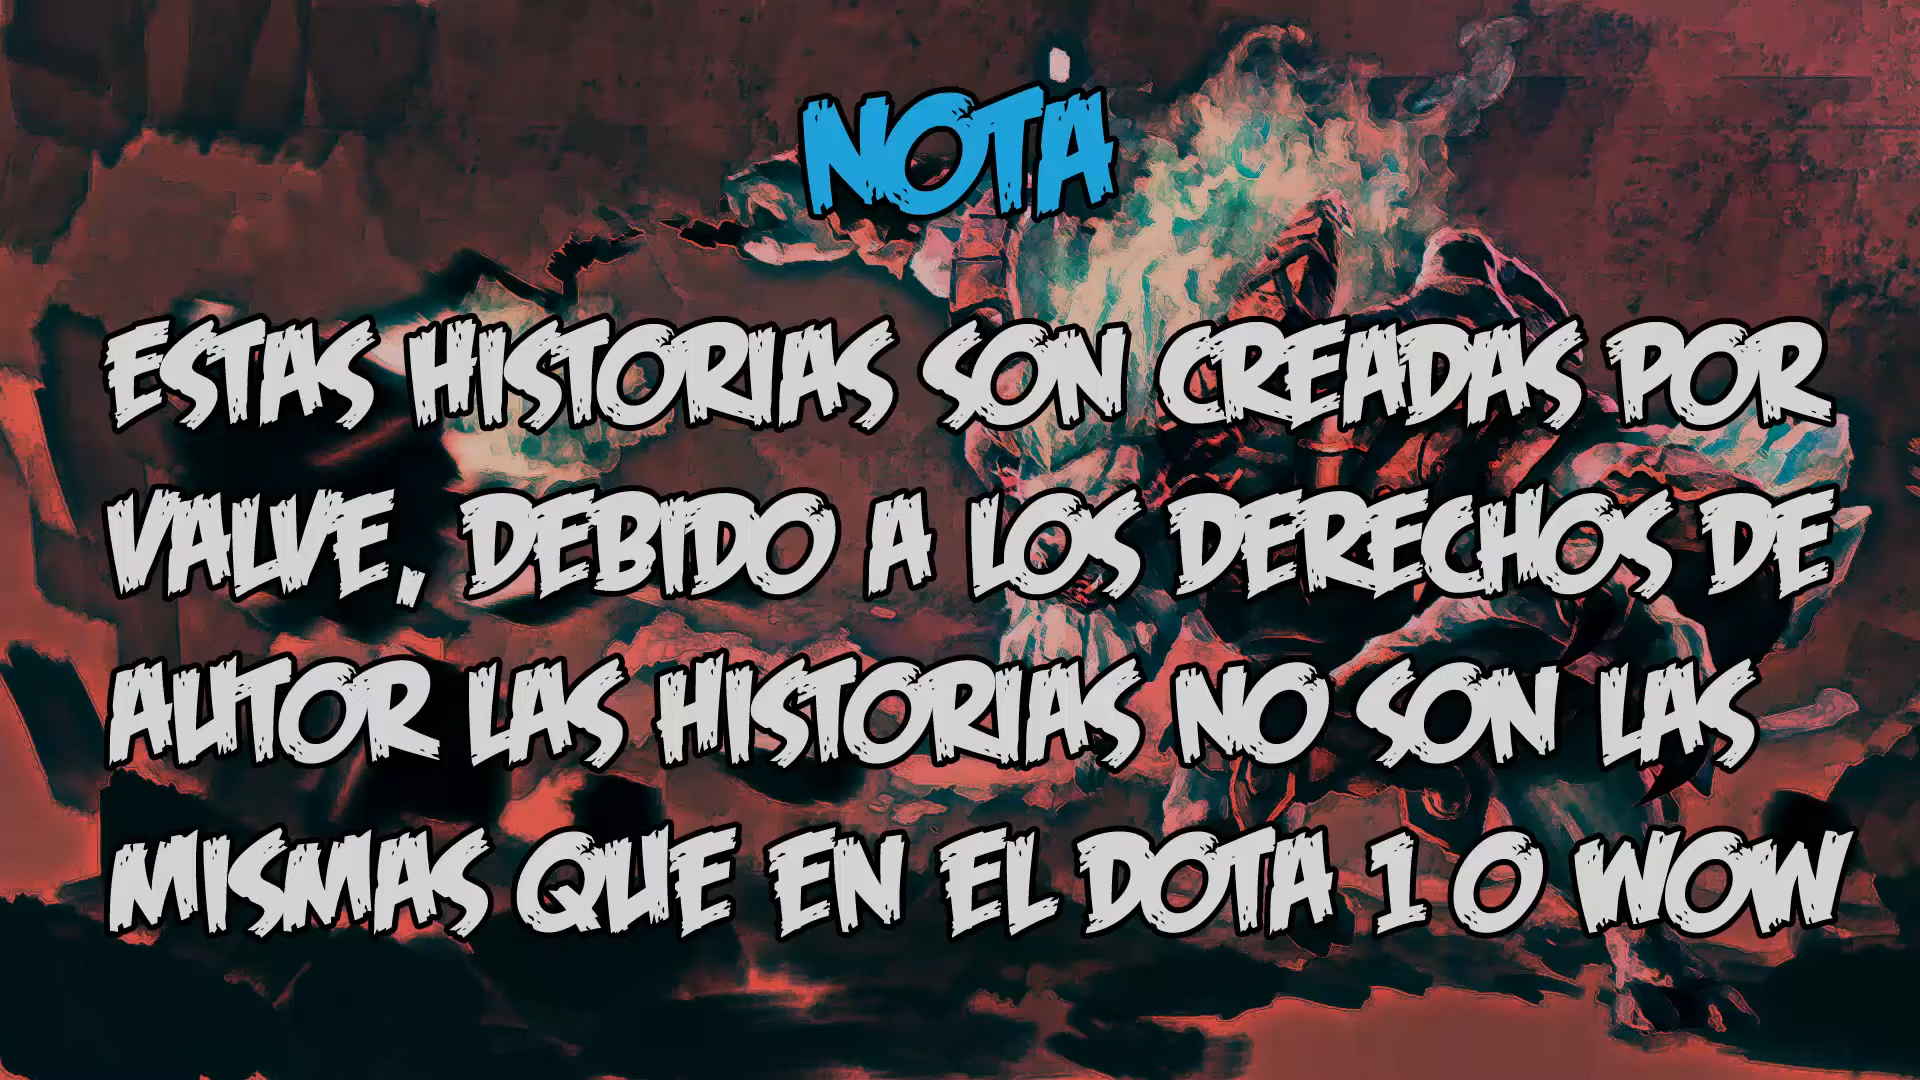 NOTA
ESTAS HISTORIAS SON CREADAS POR
VALVE, DEBIDO A LOS DERECHOS DE
AUTOR LAS HISTORIAS NO SON LAS
MISMAS QUE EN EL DOTA 1 O WOW